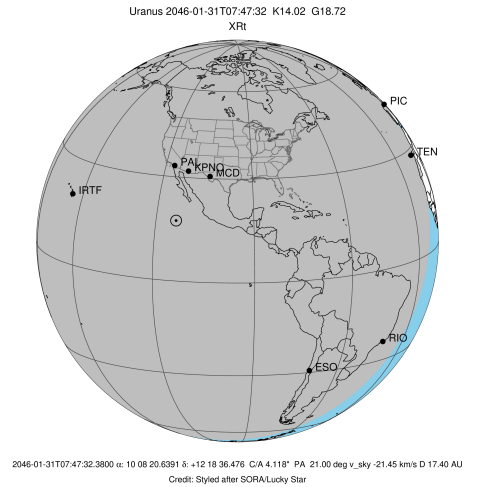 Uranus 2046-01-31T07:47:32 K14.02 G18.72
XRt
PIC
TEN
PAL
KPNO
MCD
IRTF
RIO
ESO
2046-01-31T07:47:32.3800 α: 10 08 20.6391 δ: +12 18 36.476 C/A 4.118" PA 21.00 deg v_sky -21.45 km/s D 17.40 AU
Credit: Styled after SORA/Lucky Star